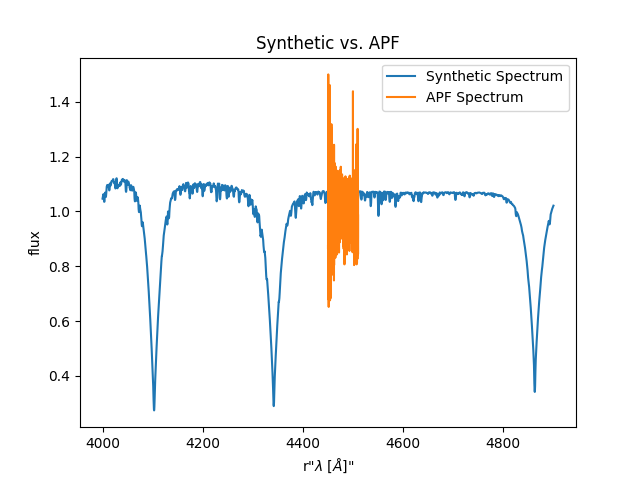 Synthetic vs. APF
Synthetic Spectrum
APF Spectrum
flux
1.4
1.2
1.0
0.8
0.6
0.4
4000
4200
4400
4600
4800
r"λ [Å]"